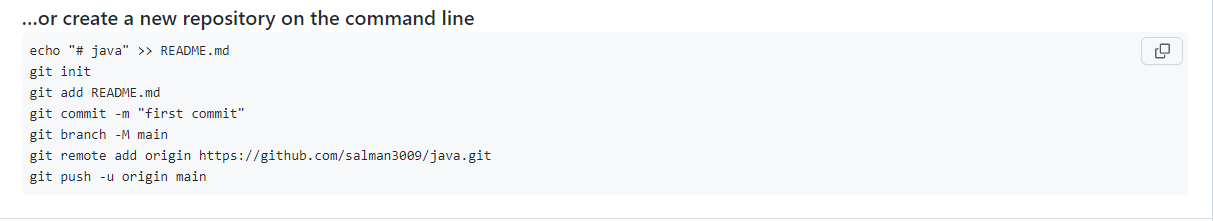 ...or create a new repository on the command line
echo "# java" >> README.md
git init
git add README.md
git commit -m "first commit"
git branch -M main
git remote add origin https://github.com/salman3009/java.git
git push -u origin main